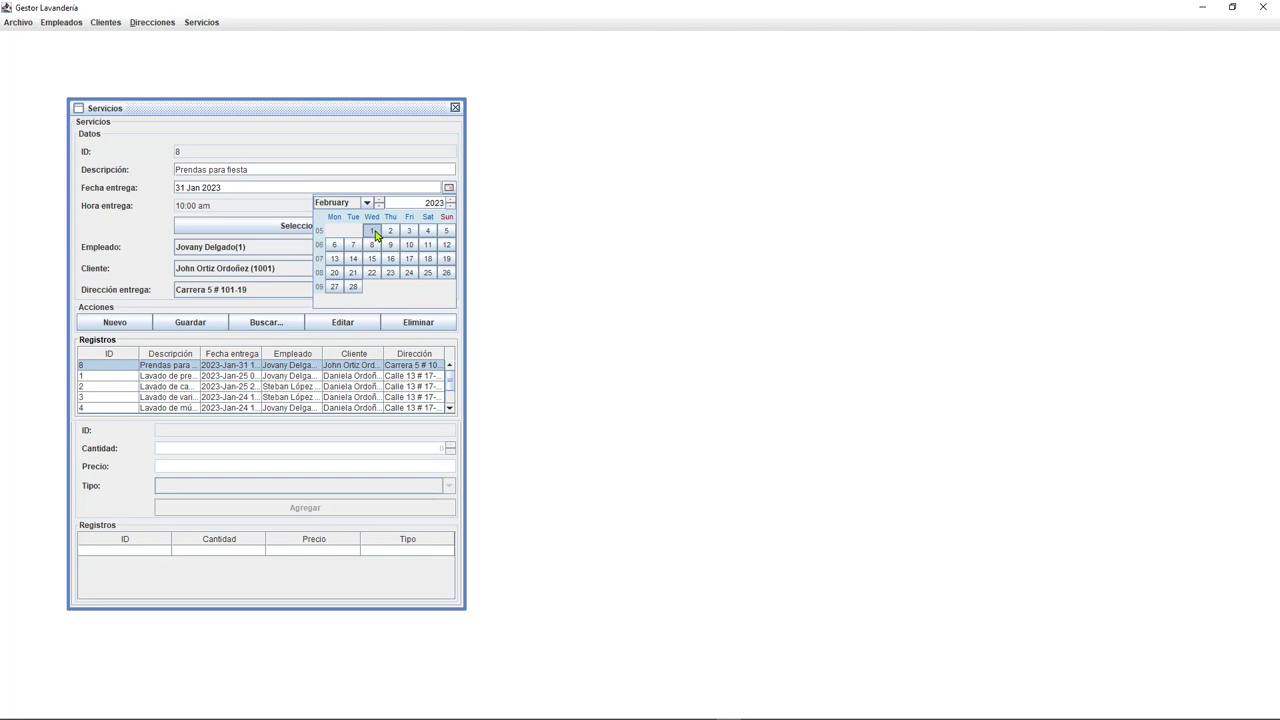 Gestor Lavandería
Archivo Empleados Clientes Direcciones Servicios
Servicios
Servicios
Datos
ID: 8
Descripción: Prendas para fiesta
Fecha entrega: 31 Jan 2023
February 2023
Hora entrega: 10:00 am
Mon Tue Wed Thu Fri Sat Sun
Seleccio
05 1 2 3 4 5
06 6 7 8 9 10 11 12
Empleado: Jovany Delgado(1)
07 13 14 15 16 17 18 19
Cliente: John Ortiz Ordoñez (1001)
08 20 21 22 23 24 25 26
Dirección entrega: Carrera 5 # 101-19
09 27 28
Acciones
Nuevo Guardar Buscar... Editar Eliminar
Registros
ID Descripción Fecha entrega Empleado Cliente Dirección
8 Prendas para ... 2023-Jan-31 1... Jovany Delga... John Ortiz Ord... Carrera 5 # 10...
1 Lavado de pre... 2023-Jan-25 0... Jovany Delga... Daniela Ordoñ... Calle 13 # 17-...
2 Lavado de ca... 2023-Jan-25 2... Steban López ... Daniela Ordoñ... Calle 13 # 17-...
3 Lavado de vari... 2023-Jan-24 1... Steban López ... Daniela Ordoñ... Calle 13 # 17-...
4 Lavado de mú... 2023-Jan-24 1... Jovany Delga... Daniela Ordoñ... Calle 13 # 17-...
ID:
Cantidad: 0
Precio:
Tipo:
Agregar
Registros
ID Cantidad Precio Tipo